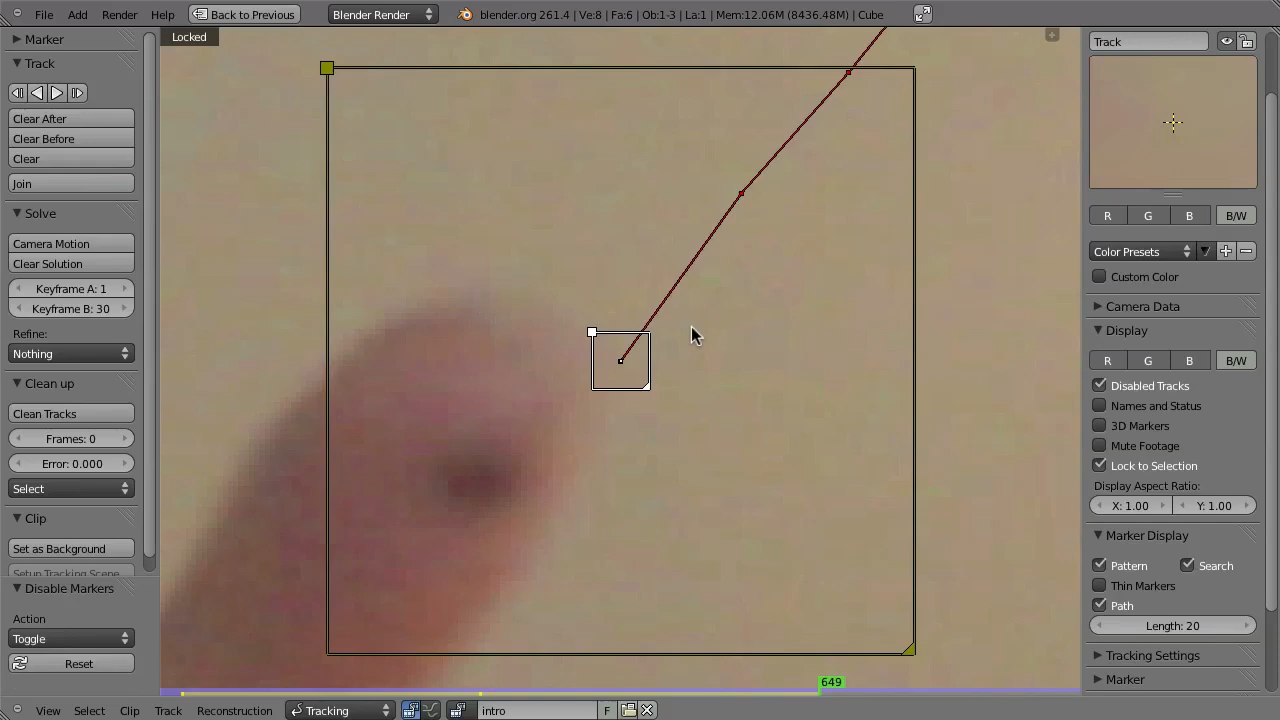 File Add Render Help Back to Previous Blender Render blender.org 261.4 | Ve:8 | Fa:6 | Ob:1-3 | La:1 | Mem:12.06M (8436.48M) | Cube
Locked
Marker
Track
Clear After
Clear Before
Clear
Join
Solve
Camera Motion
Clear Solution
Keyframe A: 1
Keyframe B: 30
Refine:
Nothing
Clean up
Clean Tracks
Frames: 0
Error: 0.000
Select
Clip
Set as Background
Setup Tracking Scene
Disable Markers
Action
Toggle
Reset
Track
R G B B/W
Color Presets
Custom Color
Camera Data
Display
R G B B/W
Disabled Tracks
Names and Status
3D Markers
Mute Footage
Lock to Selection
Display Aspect Ratio:
X: 1.00 Y: 1.00
Marker Display
Pattern Search
Thin Markers
Path
Length: 20
Tracking Settings
Marker
649
View Select Clip Track Reconstruction Tracking intro F